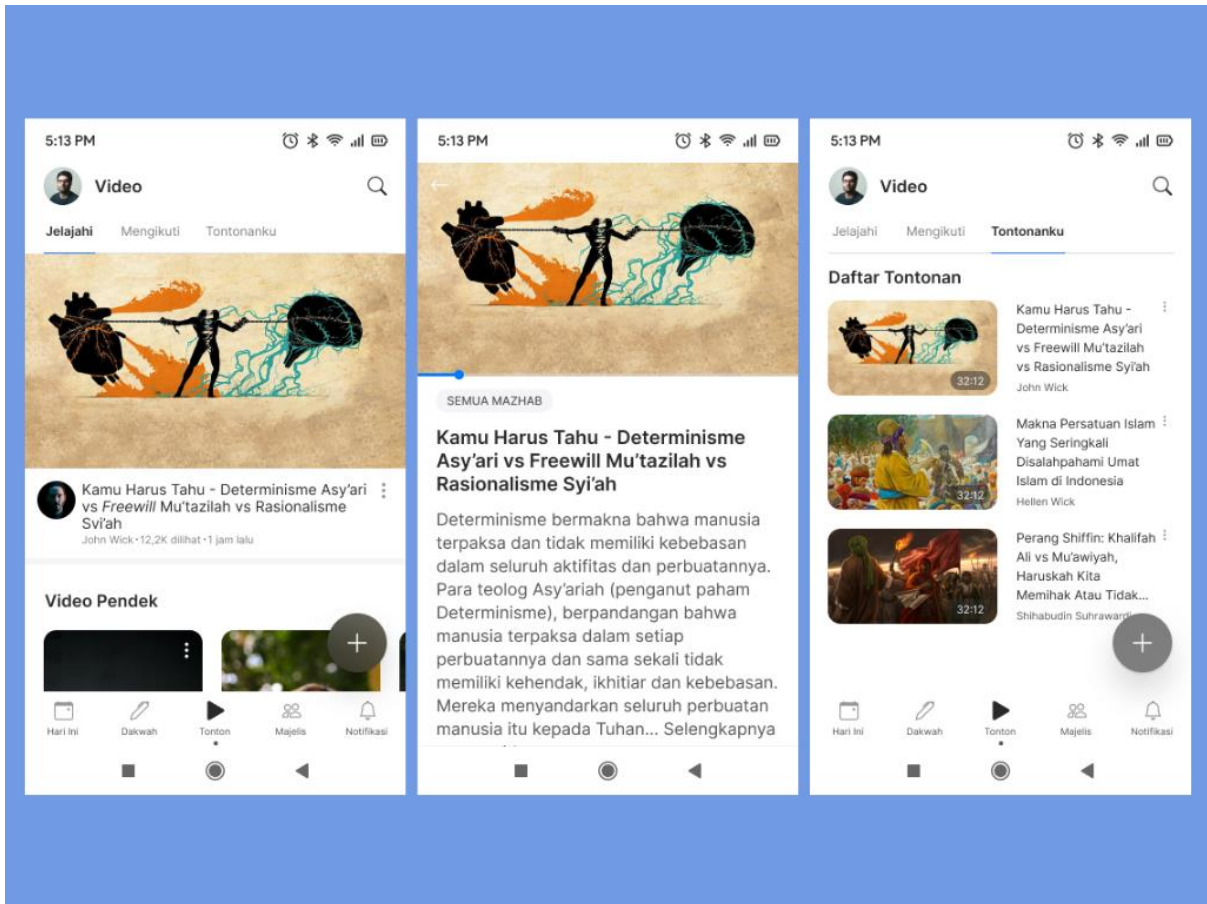 5:13 PM
Video
Jelajahi Mengikuti Tontonanku
Kamu Harus Tahu - Determinisme Asy'ari
vs Freewill Mu'tazilah vs Rasionalisme
Syi'ah
John Wick•12,2K dilihat•1 jam lalu
Video Pendek
Hari Ini Dakwah Tonton Majelis Notifikasi
5:13 PM
SEMUA MAZHAB
Kamu Harus Tahu - Determinisme
Asy'ari vs Freewill Mu'tazilah vs
Rasionalisme Syi'ah
Determinisme bermakna bahwa manusia
terpaksa dan tidak memiliki kebebasan
dalam seluruh aktifitas dan perbuatannya.
Para teolog Asy'ariah (penganut paham
Determinisme), berpandangan bahwa
manusia terpaksa dalam setiap
perbuatannya dan sama sekali tidak
memiliki kehendak, ikhitiar dan kebebasan.
Mereka menyandarkan seluruh perbuatan
manusia itu kepada Tuhan... Selengkapnya
5:13 PM
Video
Jelajahi Mengikuti Tontonanku
Daftar Tontonan
32:12
Kamu Harus Tahu -
Determinisme Asy'ari
vs Freewill Mu'tazilah
vs Rasionalisme Syi'ah
John Wick
32:12
Makna Persatuan Islam
Yang Seringkali
Disalahpahami Umat
Islam di Indonesia
Hellen Wick
32:12
Perang Shiffin: Khalifah
Ali vs Mu'awiyah,
Haruskah Kita
Memihak Atau Tidak...
Shihabudin Suhrawardi
Hari Ini Dakwah Tonton Majelis Notifikasi